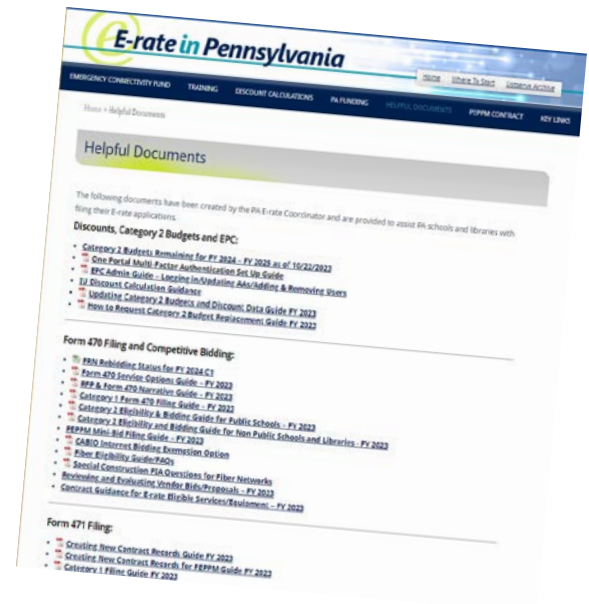 E-rate in Pennsylvania
Home Where To Start Listserve Archive
EMERGENCY CONNECTIVITY FUND TRAINING DISCOUNT CALCULATIONS PA FUNDING HELPFUL DOCUMENTS PEPPM CONTRACT KEY LINKS
Home > Helpful Documents
Helpful Documents
The following documents have been created by the PA E-rate Coordinator and are provided to assist PA schools and libraries with
filing their E-rate applications.
Discounts, Category 2 Budgets and EPC:
Category 2 Budgets Remaining for FY 2024 – FY 2025 as of 10/22/2023
One Portal Multi-Factor Authentication Set Up Guide
EPC Admin Guide – Logging in/Updating AAs/Adding & Removing Users
IU Discount Calculation Guidance
Updating Category 2 Budgets and Discount Data Guide FY 2023
How to Request Category 2 Budget Replacement Guide FY 2023
Form 470 Filing and Competitive Bidding:
FRN Rebidding Status for FY 2024 C1
Form 470 Service Options Guide – FY 2023
RFP & Form 470 Narrative Guide – FY 2023
Category 1 Form 470 Filing Guide – FY 2023
Category 2 Eligibility & Bidding Guide for Public Schools – FY 2023
Category 2 Eligibility and Bidding Guide for Non Public Schools and Libraries - FY 2023
PEPPM Mini-Bid Filing Guide – FY 2023
CABIO Internet Bidding Exemption Option
Fiber Eligibility Guide/FAQs
Special Construction PIA Questions for Fiber Networks
Reviewing and Evaluating Vendor Bids/Proposals – FY 2023
Contract Guidance for E-rate Eligible Services/Equipment – FY 2023
Form 471 Filing:
Creating New Contract Records Guide FY 2023
Creating New Contract Records for PEPPM Guide FY 2023
Category 1 Filing Guide FY 2023